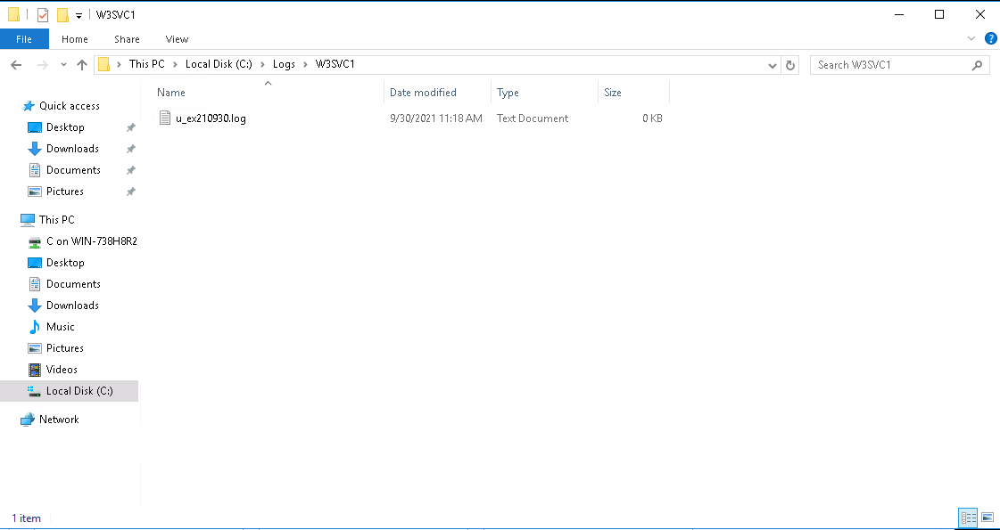 W3SVC1
File Home Share View
This PC Local Disk (C:) Logs W3SVC1
Search W3SVC1
Name Date modified Type Size
u_ex210930.log 9/30/2021 11:18 AM Text Document 0 KB
Quick access
Desktop
Downloads
Documents
Pictures
This PC
C on WIN-738H8R2
Desktop
Documents
Downloads
Music
Pictures
Videos
Local Disk (C:)
Network
1 item